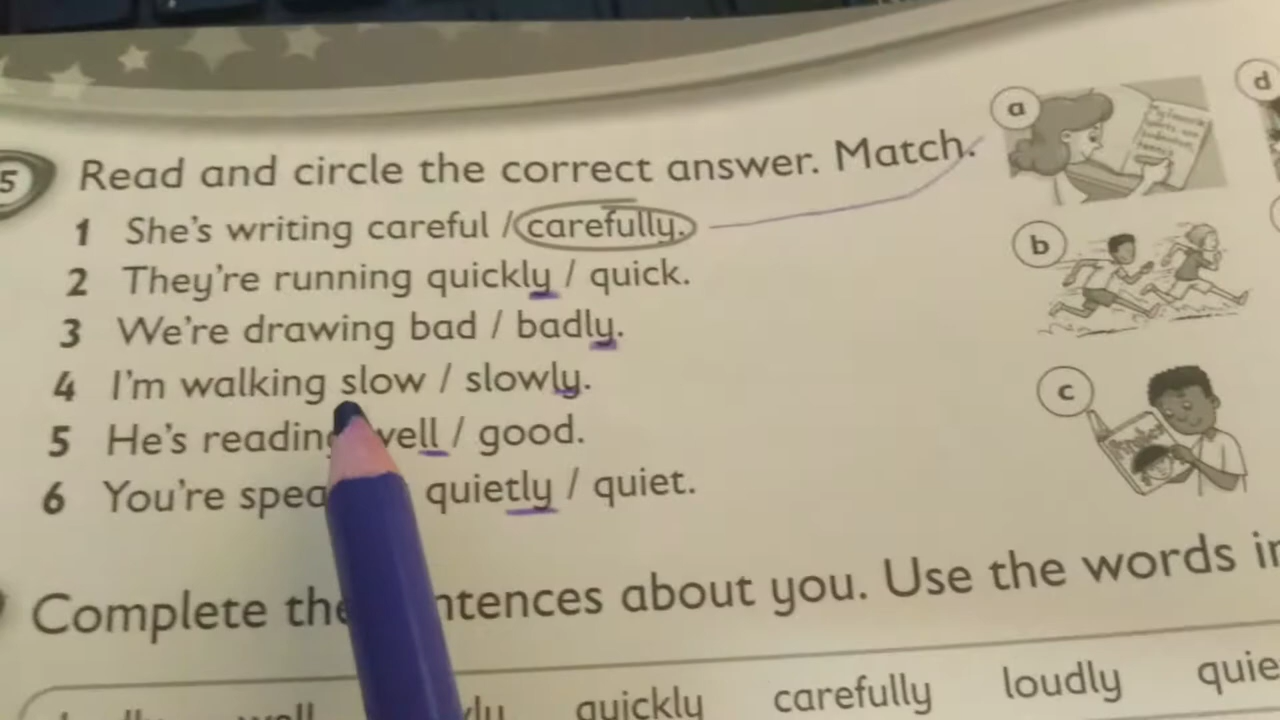 5 Read and circle the correct answer. Match.
1 She's writing careful / carefully.
2 They're running quickly / quick.
3 We're drawing bad / badly.
4 I'm walking slow / slowly.
5 He's reading well / good.
6 You're quietly / quiet.
a
b
c
d
Complete the sentences about you. Use the words in
well quickly carefully loudly